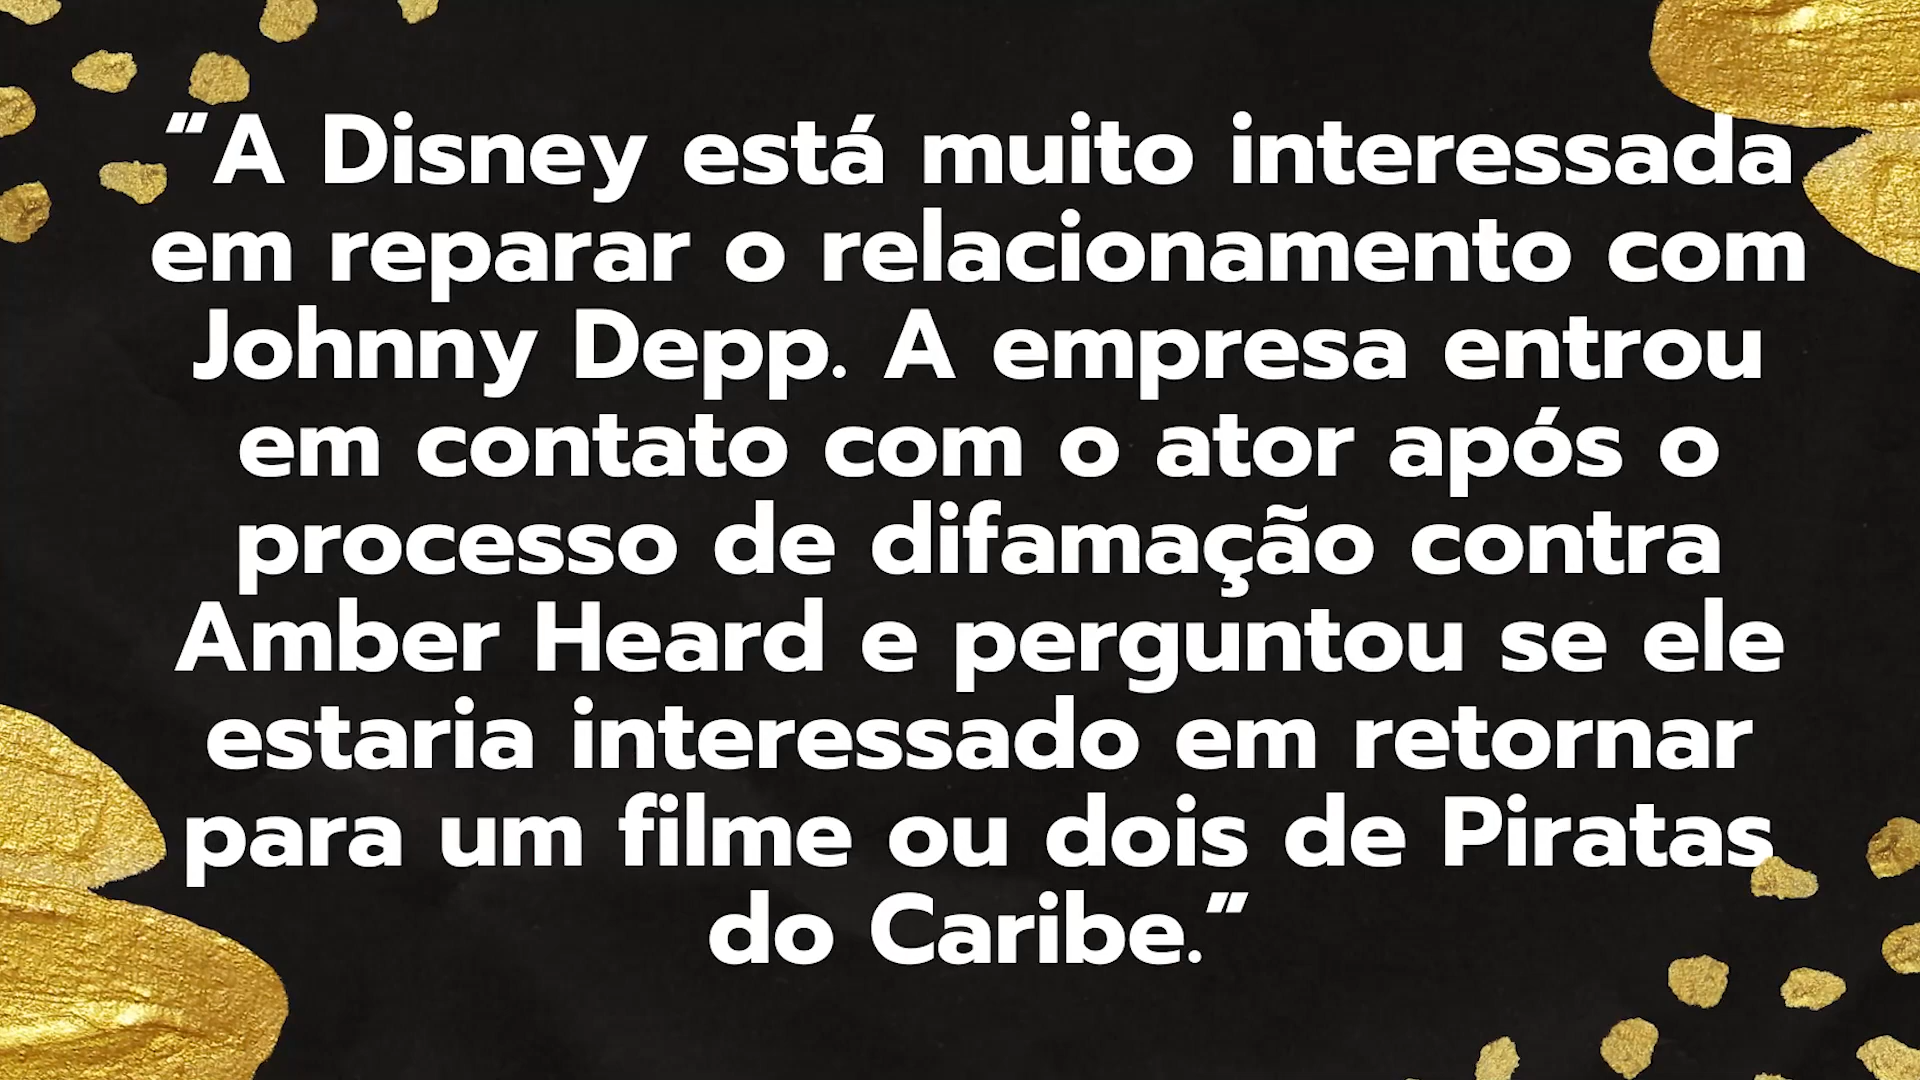 “A Disney está muito interessada
em reparar o relacionamento com
Johnny Depp. A empresa entrou
em contato com o ator após o
processo de difamação contra
Amber Heard e perguntou se ele
estaria interessado em retornar
para um filme ou dois de Piratas
do Caribe.”